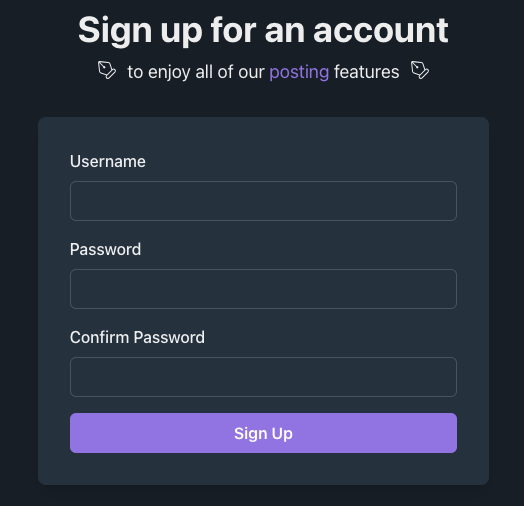 Sign up for an account
to enjoy all of our posting features
Username
Password
Confirm Password
Sign Up